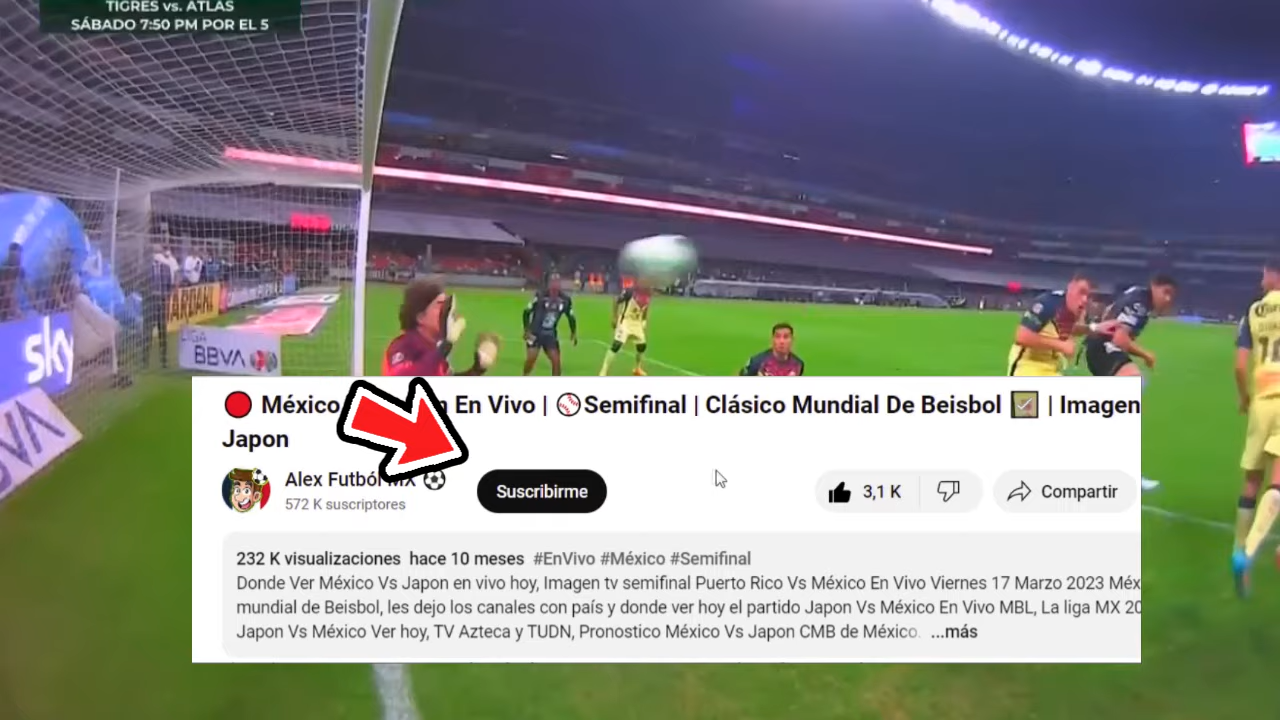 TIGRES vs. ATLAS
SÁBADO 7:50 PM POR EL 5
sky
LIGA
BBVA
BBVA
México En Vivo | Semifinal | Clásico Mundial De Beisbol | Imagen
Japon
Alex Futból MX
572 K suscriptores
Suscribirme
3,1 K
Compartir
232 K visualizaciones hace 10 meses #EnVivo #México #Semifinal
Donde Ver México Vs Japon en vivo hoy, Imagen tv semifinal Puerto Rico Vs México En Vivo Viernes 17 Marzo 2023 Méx
mundial de Beisbol, les dejo los canales con país y donde ver hoy el partido Japon Vs México En Vivo MBL, La liga MX 20
Japon Vs México Ver hoy, TV Azteca y TUDN, Pronostico México Vs Japon CMB de México. ...más